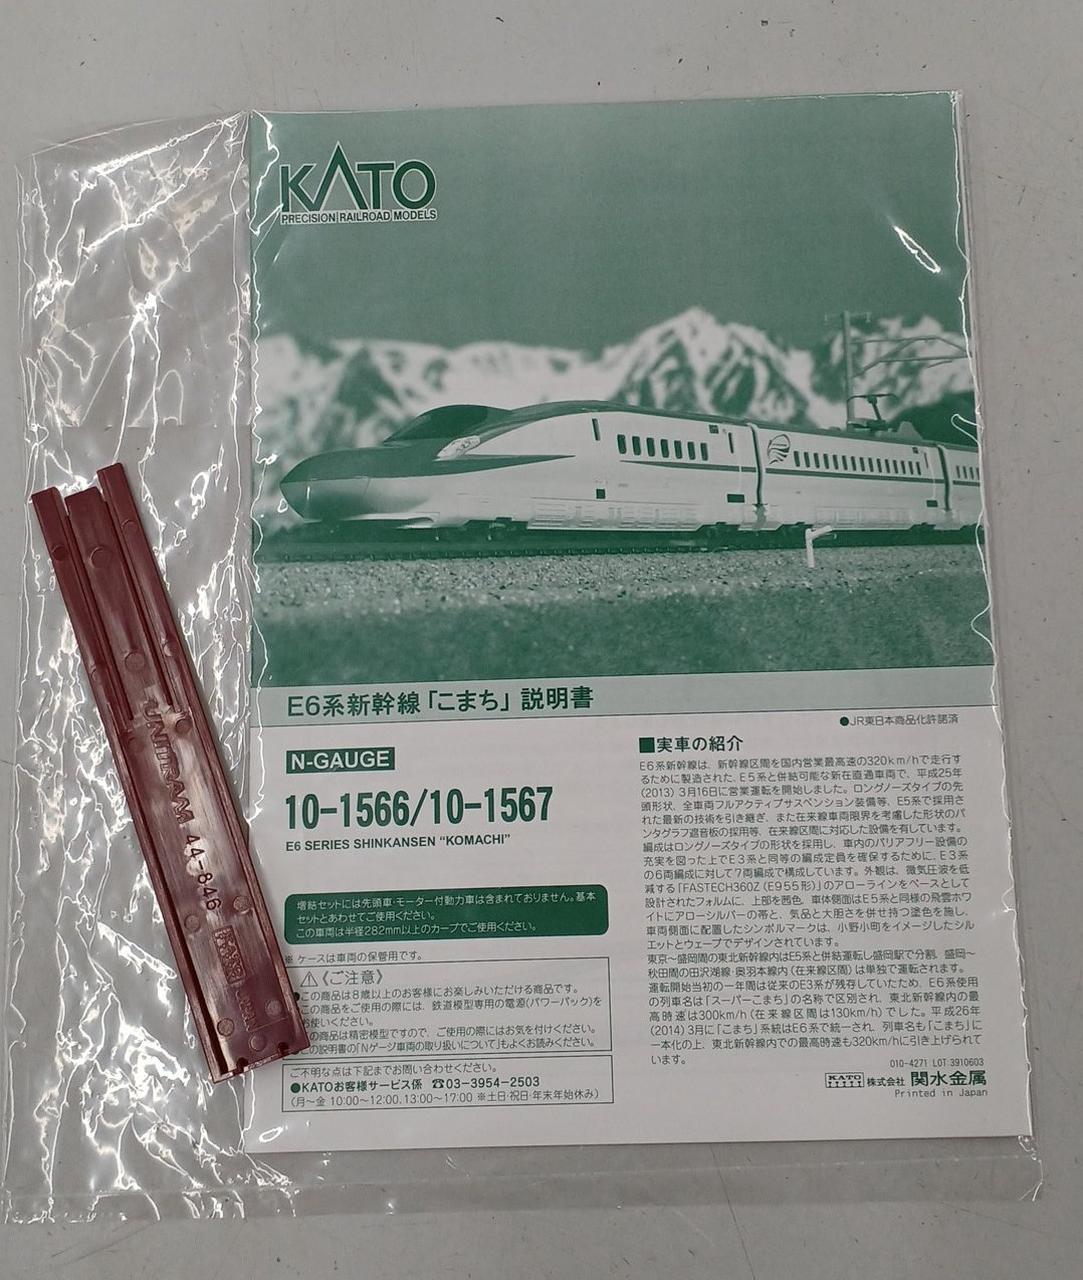 KATO
PRECISION RAILROAD MODELS
E6系新幹線「こまち」説明書
●JR東日本商品化許諾済
N-GAUGE
10-1566/10-1567
E6 SERIES SHINKANSEN "KOMACHI"
増結セットには先頭車・モーター付動力車は含まれておりません。基本
セットとあわせてご使用ください。
この車両は半径282mm以上のカーブでご使用ください。
※ ケースは車両の保管用です。
⚠《ご注意》
●この商品は8歳以上のお客様にお楽しみいただける商品です。
この商品をご使用の際には、鉄道模型専用の電源(パワーパック)を
お使いください。
の商品は精密模型ですので、ご使用の際にはお気を付けください。
この説明書の「Nゲージ車両の取り扱いについて」もよくお読みください。
ご不明な点は下記までお問い合わせください。
●KATOお客様サービス係 ☎03-3954-2503
(月〜金 10:00〜12:00、13:00〜17:00 ※土日・祝日・年末年始休み)
■実車の紹介
E6系新幹線は、新幹線区間を国内営業最高速の320km/hで走行す
るために製造された、E5系と併結可能な新在直通車両で、平成25年
(2013) 3月16日に営業運転を開始しました。ロングノーズタイプの先
頭形状、全車両フルアクティブサスペンション装備等、E5系で採用さ
れた最新の技術を引き継ぎ、また在来線車両限界を考慮した形状のパ
ンタグラフ遮音板の採用等、在来線区間に対応した設備を有しています。
編成はロングノーズタイプの形状を採用し、車内のバリアフリー設備の
充実を図った上でE3系と同等の編成定員を確保するために、E3系
の6両編成に対して7両編成で構成しています。外観は、微気圧波を低
減する「FASTECH360Z (E955形)」のアローラインをベースとして
設計されたフォルムに、上部を茜色、車体側面はE5系と同様の飛雲ホワ
イトにアローシルバーの帯と、気品と大胆さを併せ持つ塗色を施し、
車両側面に配置したシンボルマークは、小野小町をイメージしたシル
エットとウェーブでデザインされています。
東京〜盛岡間の東北新幹線内はE5系と併結運転し盛岡駅で分割、盛岡〜
秋田間の田沢湖線・奥羽本線内(在来線区間)は単独で運転されます。
運転開始当初の一年間は従来のE3系が残存していたため、E6系使用
の列車名は「スーパーこまち」の名称で区別され、東北新幹線内の最
高時速は300km/h(在来線区間は130km/h)でした。平成26年
(2014) 3月に「こまち」系統はE6系で統一され、列車名も「こまち」に
一本化の上、東北新幹線内での最高時速も320km/hに引き上げられて
います。
010-4271 LOT 3910603
KATO 株式会社 関水金属
Printed in Japan
UNITRAM 44-846
KATO
JAPAN